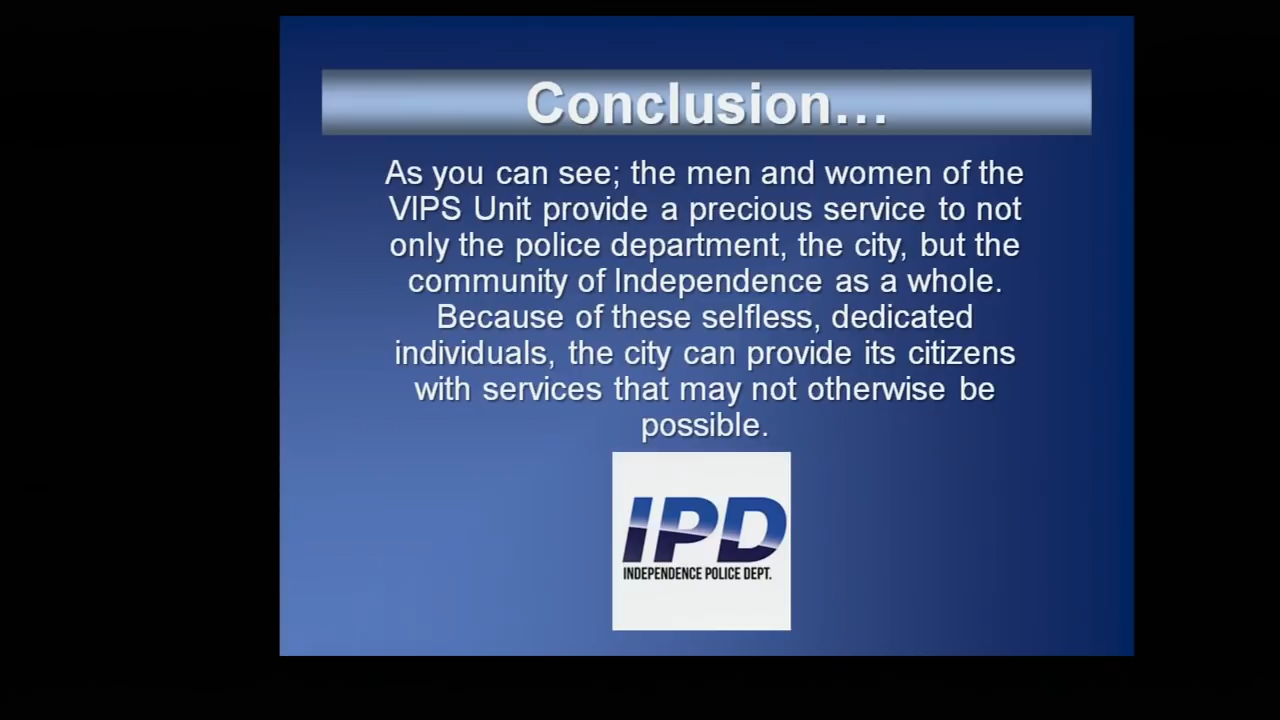 Conclusion…
As you can see; the men and women of the
VIPS Unit provide a precious service to not
only the police department, the city, but the
community of Independence as a whole.
Because of these selfless, dedicated
individuals, the city can provide its citizens
with services that may not otherwise be
possible.
IPD
INDEPENDENCE POLICE DEPT.